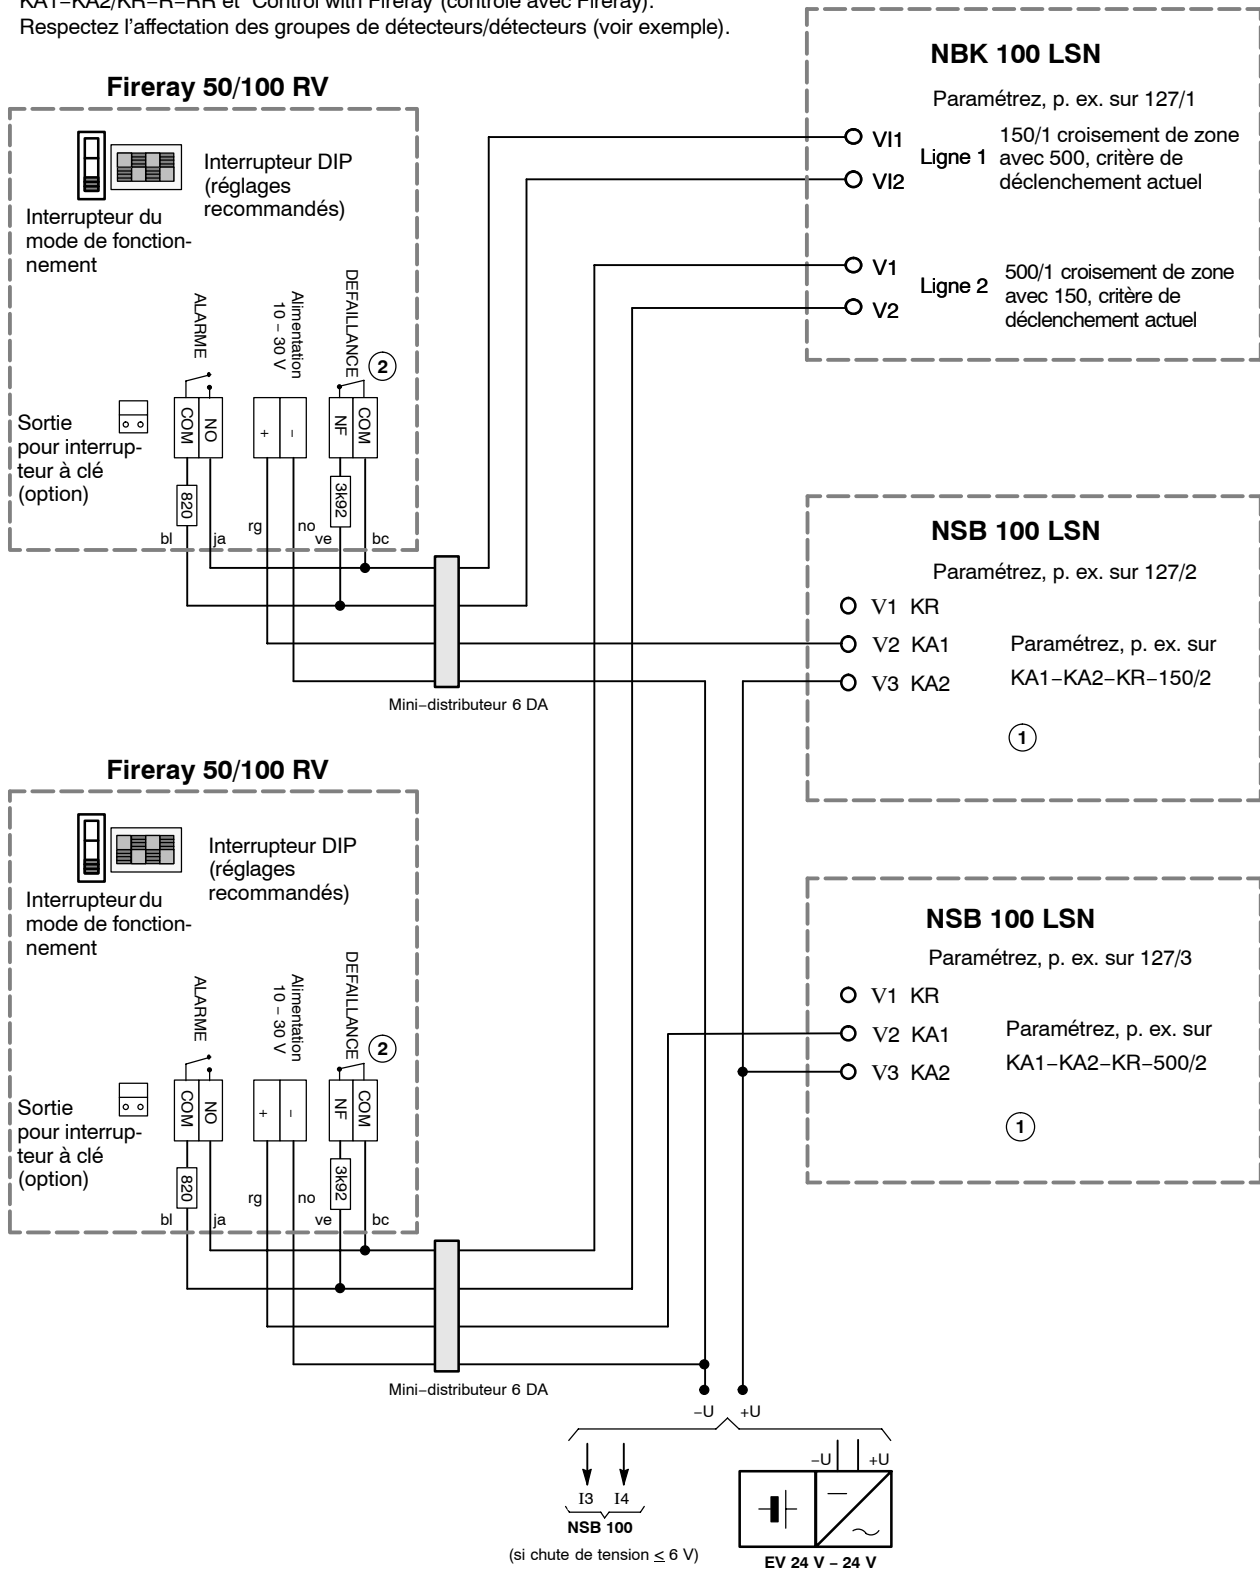 KA1–KA2/KR–R–RR et "Control with Fireray"(contrôle avec Fireray).
Respectez l'affectation des groupes de détecteurs/détecteurs (voir exemple).
Fireray 50/100 RV
Interrupteur DIP
(réglages
recommandés)
Interrupteur du
mode de fonction-
nement
ALARME
Alimentation
10 – 30 V
DEFAILLANCE
2
Sortie
pour interrup-
teur à clé
(option)
COM
NO
+
–
NF
COM
820
3k92
bl
ja
rg
no
ve
bc
Mini–distributeur 6 DA
NBK 100 LSN
Paramétrez, p. ex. sur 127/1
VI1
VI2
Ligne 1
150/1 croisement de zone
avec 500, critère de
déclenchement actuel
V1
V2
Ligne 2
500/1 croisement de zone
avec 150, critère de
déclenchement actuel
NSB 100 LSN
Paramétrez, p. ex. sur 127/2
V1 KR
V2 KA1
V3 KA2
Paramétrez, p. ex. sur
KA1–KA2–KR–150/2
1
Fireray 50/100 RV
Interrupteur DIP
(réglages
recommandés)
Interrupteur du
mode de fonction-
nement
ALARME
Alimentation
10 – 30 V
DEFAILLANCE
2
Sortie
pour interrup-
teur à clé
(option)
COM
NO
+
–
NF
COM
820
3k92
bl
ja
rg
no
ve
bc
Mini–distributeur 6 DA
NSB 100 LSN
Paramétrez, p. ex. sur 127/3
V1 KR
V2 KA1
V3 KA2
Paramétrez, p. ex. sur
KA1–KA2–KR–500/2
1
–U +U
I3 I4
NSB 100
(si chute de tension ≤ 6 V)
–U +U
EV 24 V – 24 V